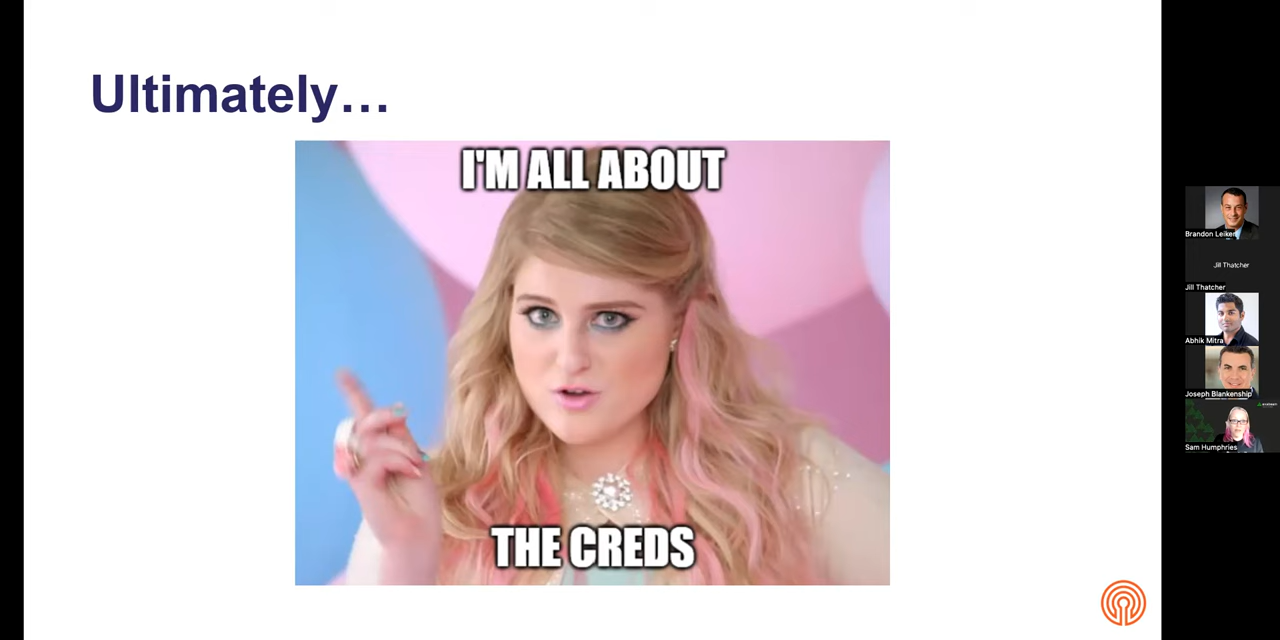 Ultimately…
I'M ALL ABOUT
THE CREDS
Brandon Leiker
Jill Thatcher
Jill Thatcher
Abhik Mitra
Joseph Blankenship
Sam Humphries